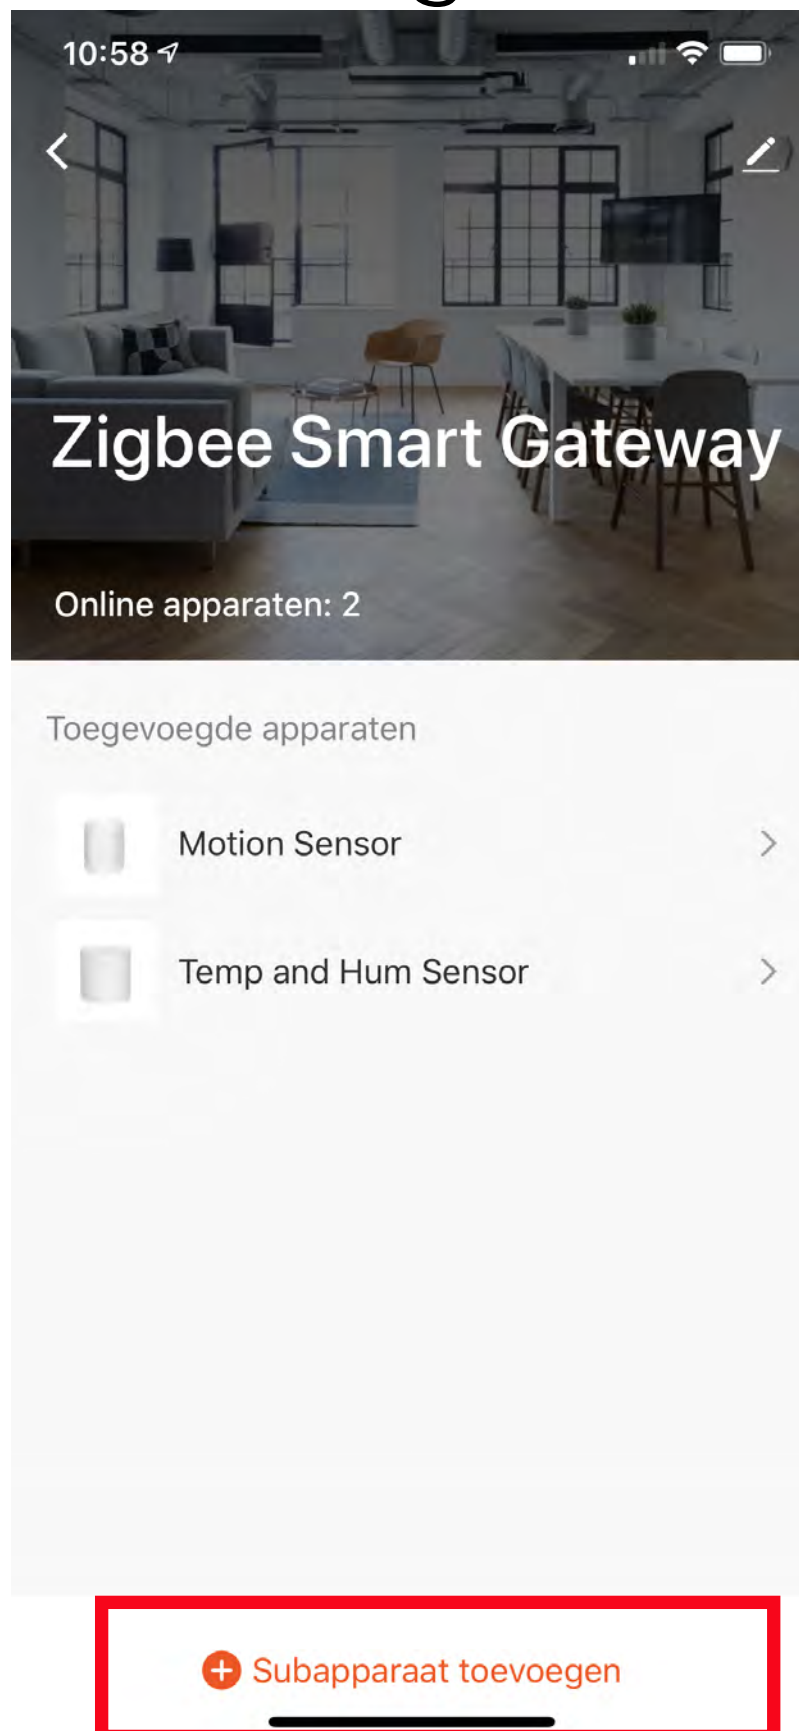 10:58
Zigbee Smart Gateway
Online apparaten: 2
Toegevoegde apparaten
Motion Sensor
Temp and Hum Sensor
Subapparaat toevoegen